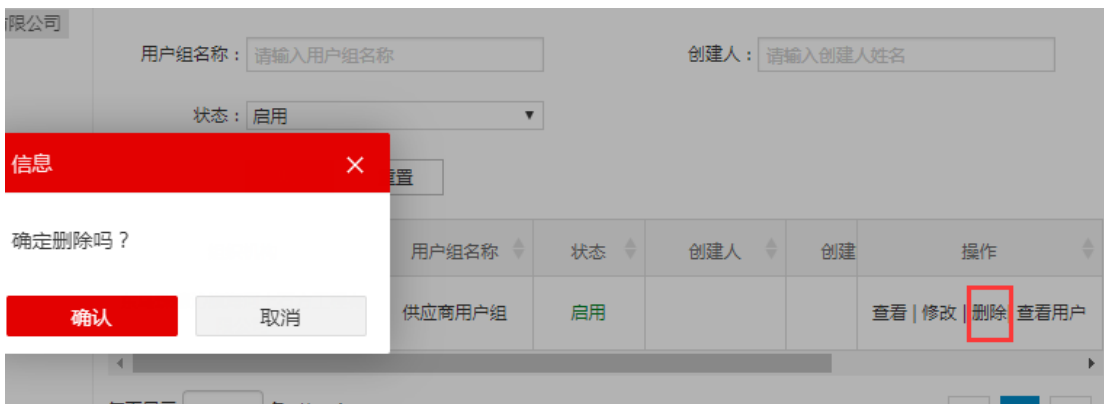 限公司
用户组名称： 请输入用户组名称 创建人： 请输入创建人姓名
状态： 启用
信息
置
确定删除吗？
用户组名称 状态 创建人 创建 操作
确认 取消
供应商用户组 启用 查看 | 修改 | 删除 查看用户